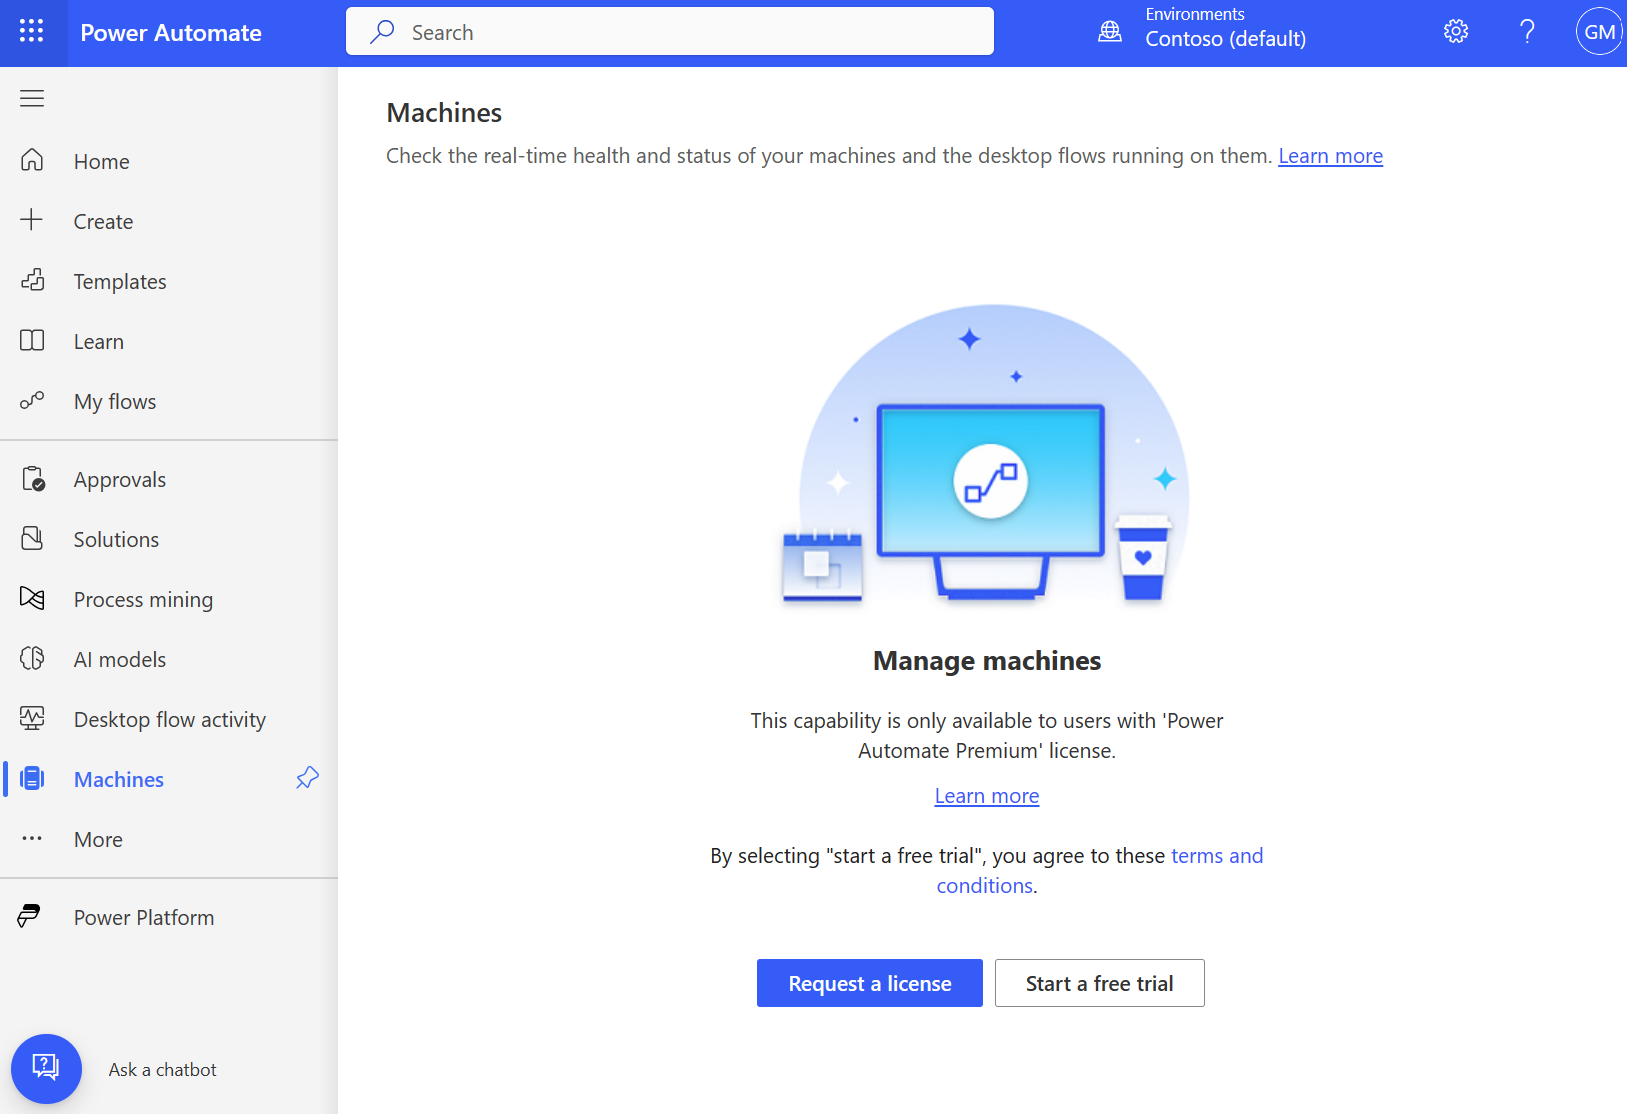 Power Automate
Search
Environments
Contoso (default)
?
GM
Home
Create
Templates
Learn
My flows
Approvals
Solutions
Process mining
AI models
Desktop flow activity
Machines
More
Power Platform
Ask a chatbot
Machines
Check the real-time health and status of your machines and the desktop flows running on them. Learn more
Manage machines
This capability is only available to users with 'Power
Automate Premium' license.
Learn more
By selecting "start a free trial", you agree to these terms and
conditions.
Request a license
Start a free trial